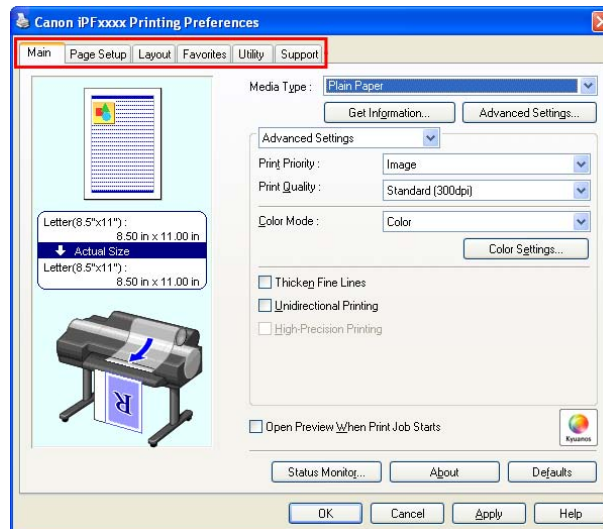 Canon iPFxxxx Printing Preferences
Main Page Setup Layout Favorites Utility Support
Media Type : Plain Paper
Get Information... Advanced Settings...
Advanced Settings
Print Priority : Image
Print Quality : Standard (300dpi)
Color Mode : Color
Color Settings...
Thicken Fine Lines
Unidirectional Printing
High-Precision Printing
Letter(8.5"x11") :
8.50 in x 11.00 in
Actual Size
Letter(8.5"x11") :
8.50 in x 11.00 in
R
Open Preview When Print Job Starts
Kyuanos
Status Monitor... About Defaults
OK Cancel Apply Help